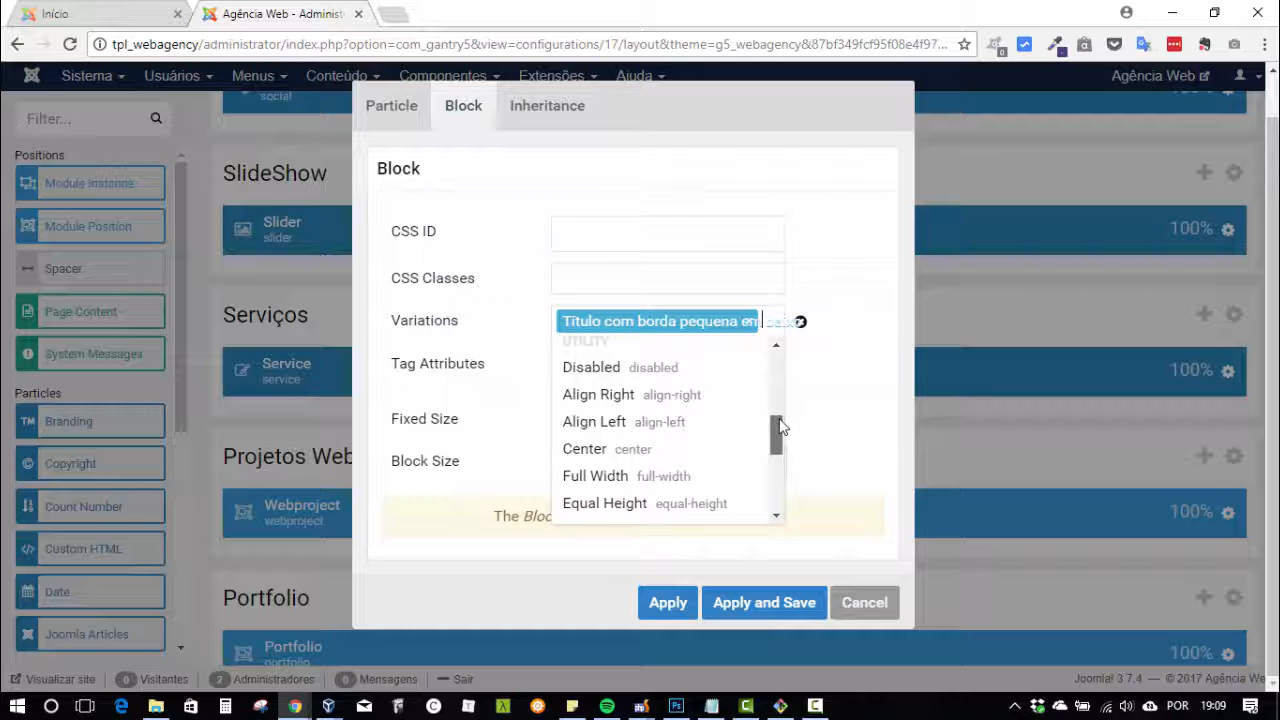 Início
Agência Web - Administ
tpl_webagency/administrator/index.php?option=com_gantry5&view=configurations/17/layout&theme=g5_webagency&87bf349fcf95f08e4f97...
Sistema Usuários Menus Conteúdo Componentes Extensões Ajuda
Agência Web
Filter...
Positions
Module Instance
Module Position
Spacer
Page Content
System Messages
Particles
Branding
Copyright
Count Number
Custom HTML
Date
Joomla Articles
social
SlideShow
Slider
slider
100%
Serviços
Service
service
100%
Projetos Web
Webproject
webproject
100%
Portfolio
Portfolio
portfolio
100%
Particle Block Inheritance
Block
CSS ID
CSS Classes
Variations
Título com borda pequena em
UTILITY
Disabled disabled
Align Right align-right
Align Left align-left
Center center
Full Width full-width
Equal Height equal-height
Tag Attributes
Fixed Size
Block Size
The Bloc
Apply
Apply and Save
Cancel
Visualizar site 0 Visitantes 2 Administradores 0 Mensagens Sair
Joomla! 3.7.4 — © 2017 Agência We
POR 19:09